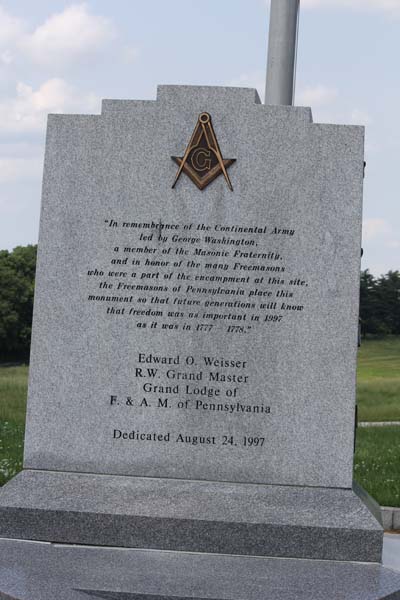 G
"In remembrance of the Continental Army
led by George Washington,
a member of the Masonic Fraternity,
and in honor of the many Freemasons
who were a part of the encampment at this site,
the Freemasons of Pennsylvania place this
monument so that future generations will know
that freedom was as important in 1997
as it was in 1777 - 1778."
Edward O. Weisser
R.W. Grand Master
Grand Lodge of
F. & A. M. of Pennsylvania
Dedicated August 24, 1997